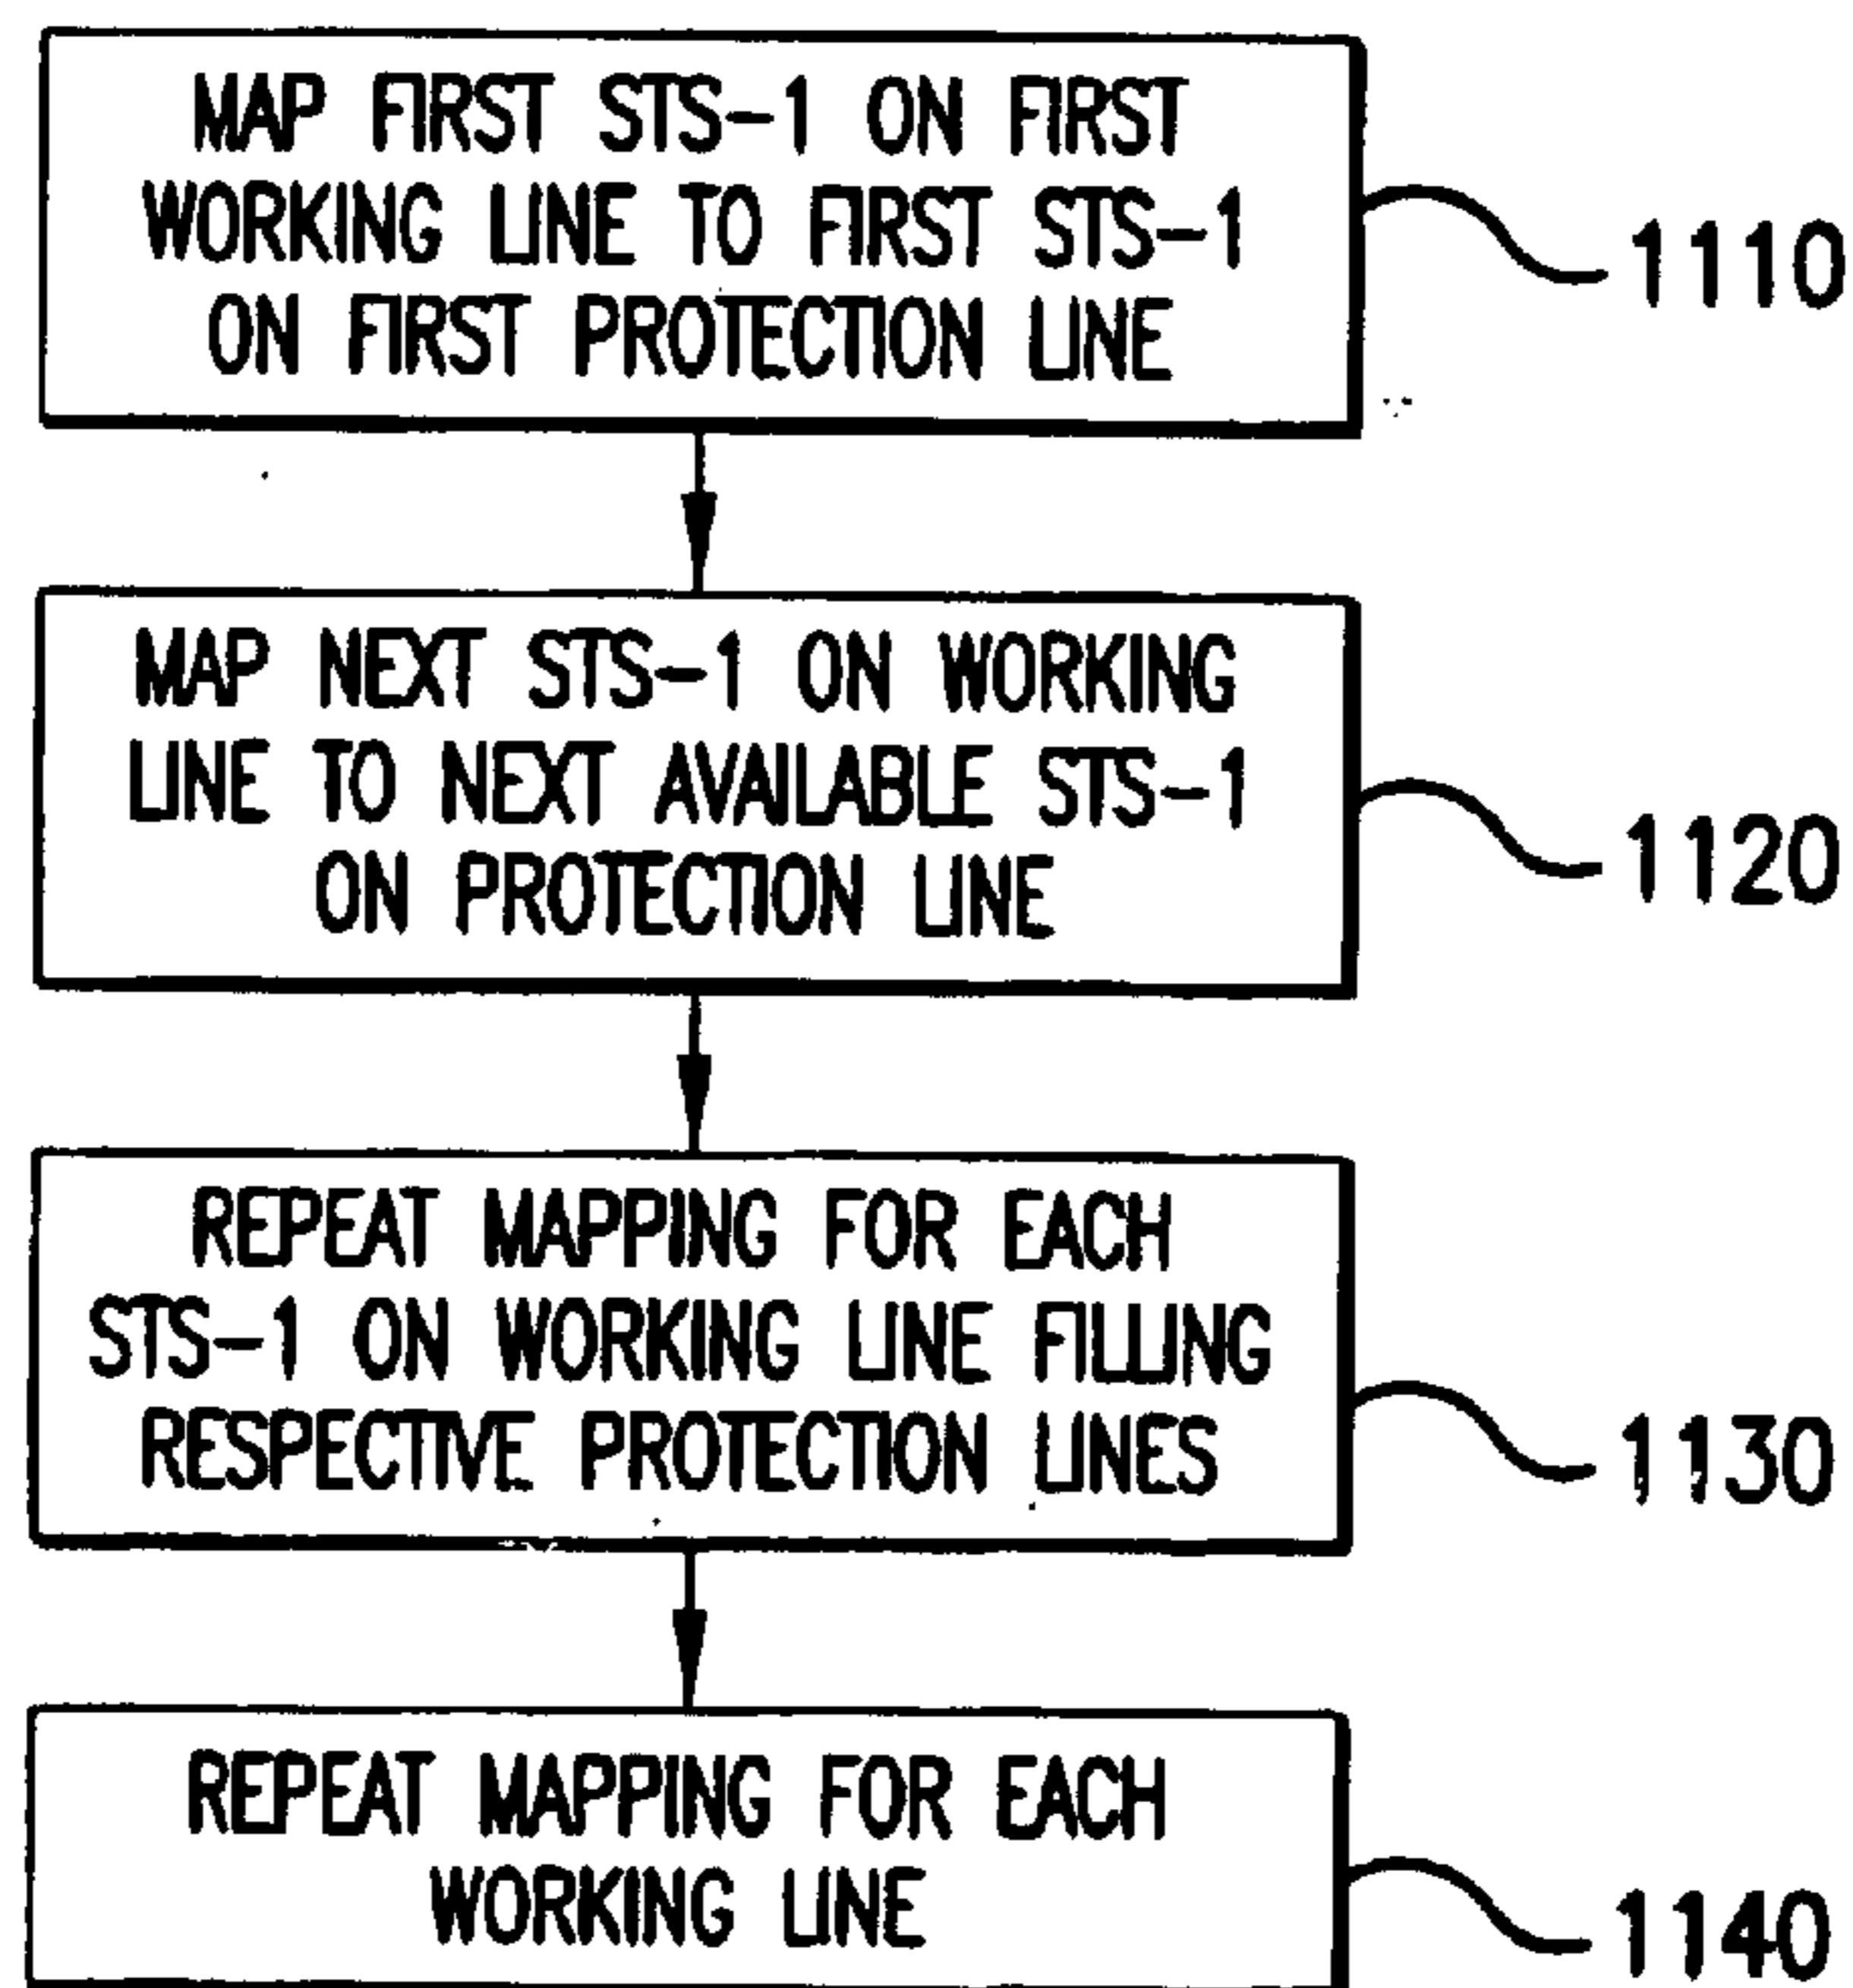 MAP FIRST STS-1 ON FIRST
WORKING LINE TO FIRST STS-1
ON FIRST PROTECTION LINE
1110
MAP NEXT STS-1 ON WORKING
LINE TO NEXT AVAILABLE STS-1
ON PROTECTION LINE
1120
REPEAT MAPPING FOR EACH
STS-1 ON WORKING LINE FILLING
RESPECTIVE PROTECTION LINES
1130
REPEAT MAPPING FOR EACH
WORKING LINE
1140